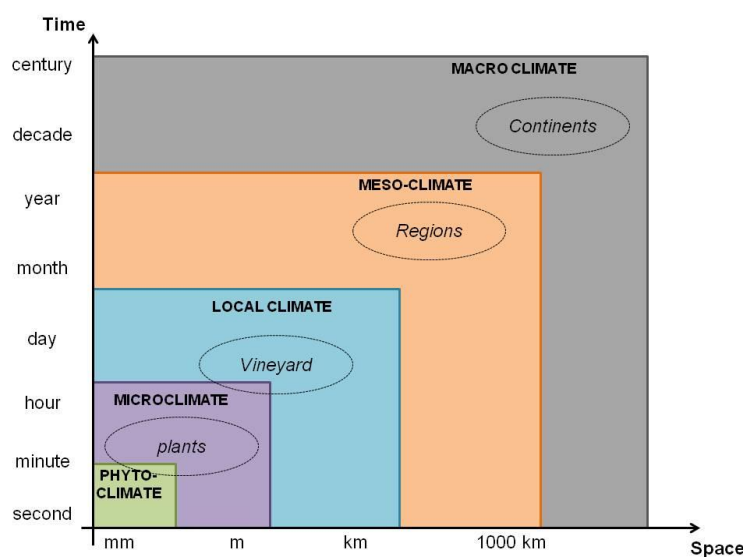 Time
century
MACRO CLIMATE
Continents
decade
MESO-CLIMATE
year
Regions
month
LOCAL CLIMATE
day
Vineyard
hour
MICROCLIMATE
plants
minute
PHYTO-
CLIMATE
second
mm m km 1000 km
Space